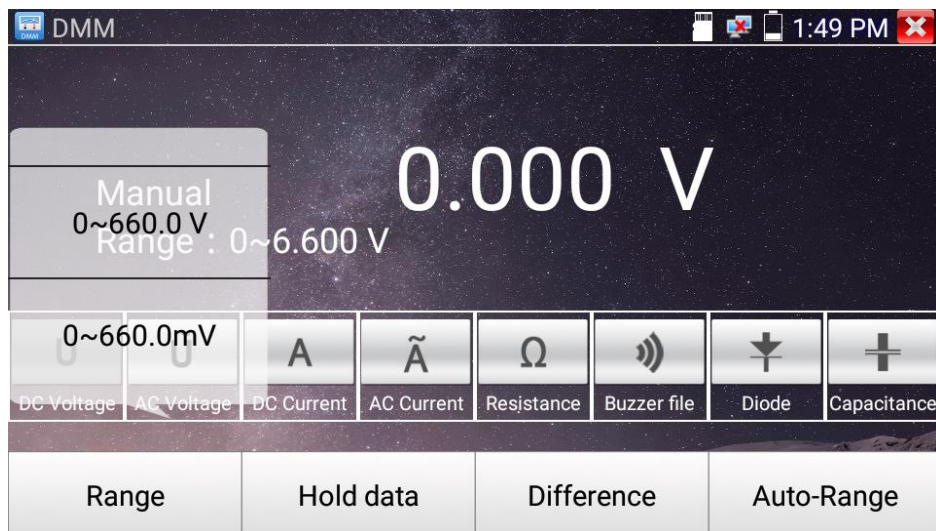 DMM
DMM 1:49 PM
0.000 V
Manual
0~660.0 V
Range : 0~6.600 V
0~660.0mV
U U A Ã Ω
DC Voltage AC Voltage DC Current AC Current Resistance Buzzer file Diode Capacitance
Range Hold data Difference Auto-Range